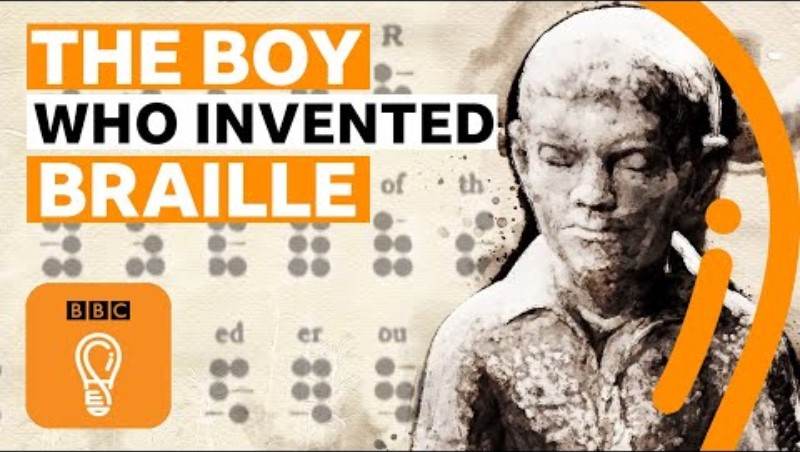 THE BOY
WHO INVENTED
BRAILLE
R
of th
BBC
ed er ou